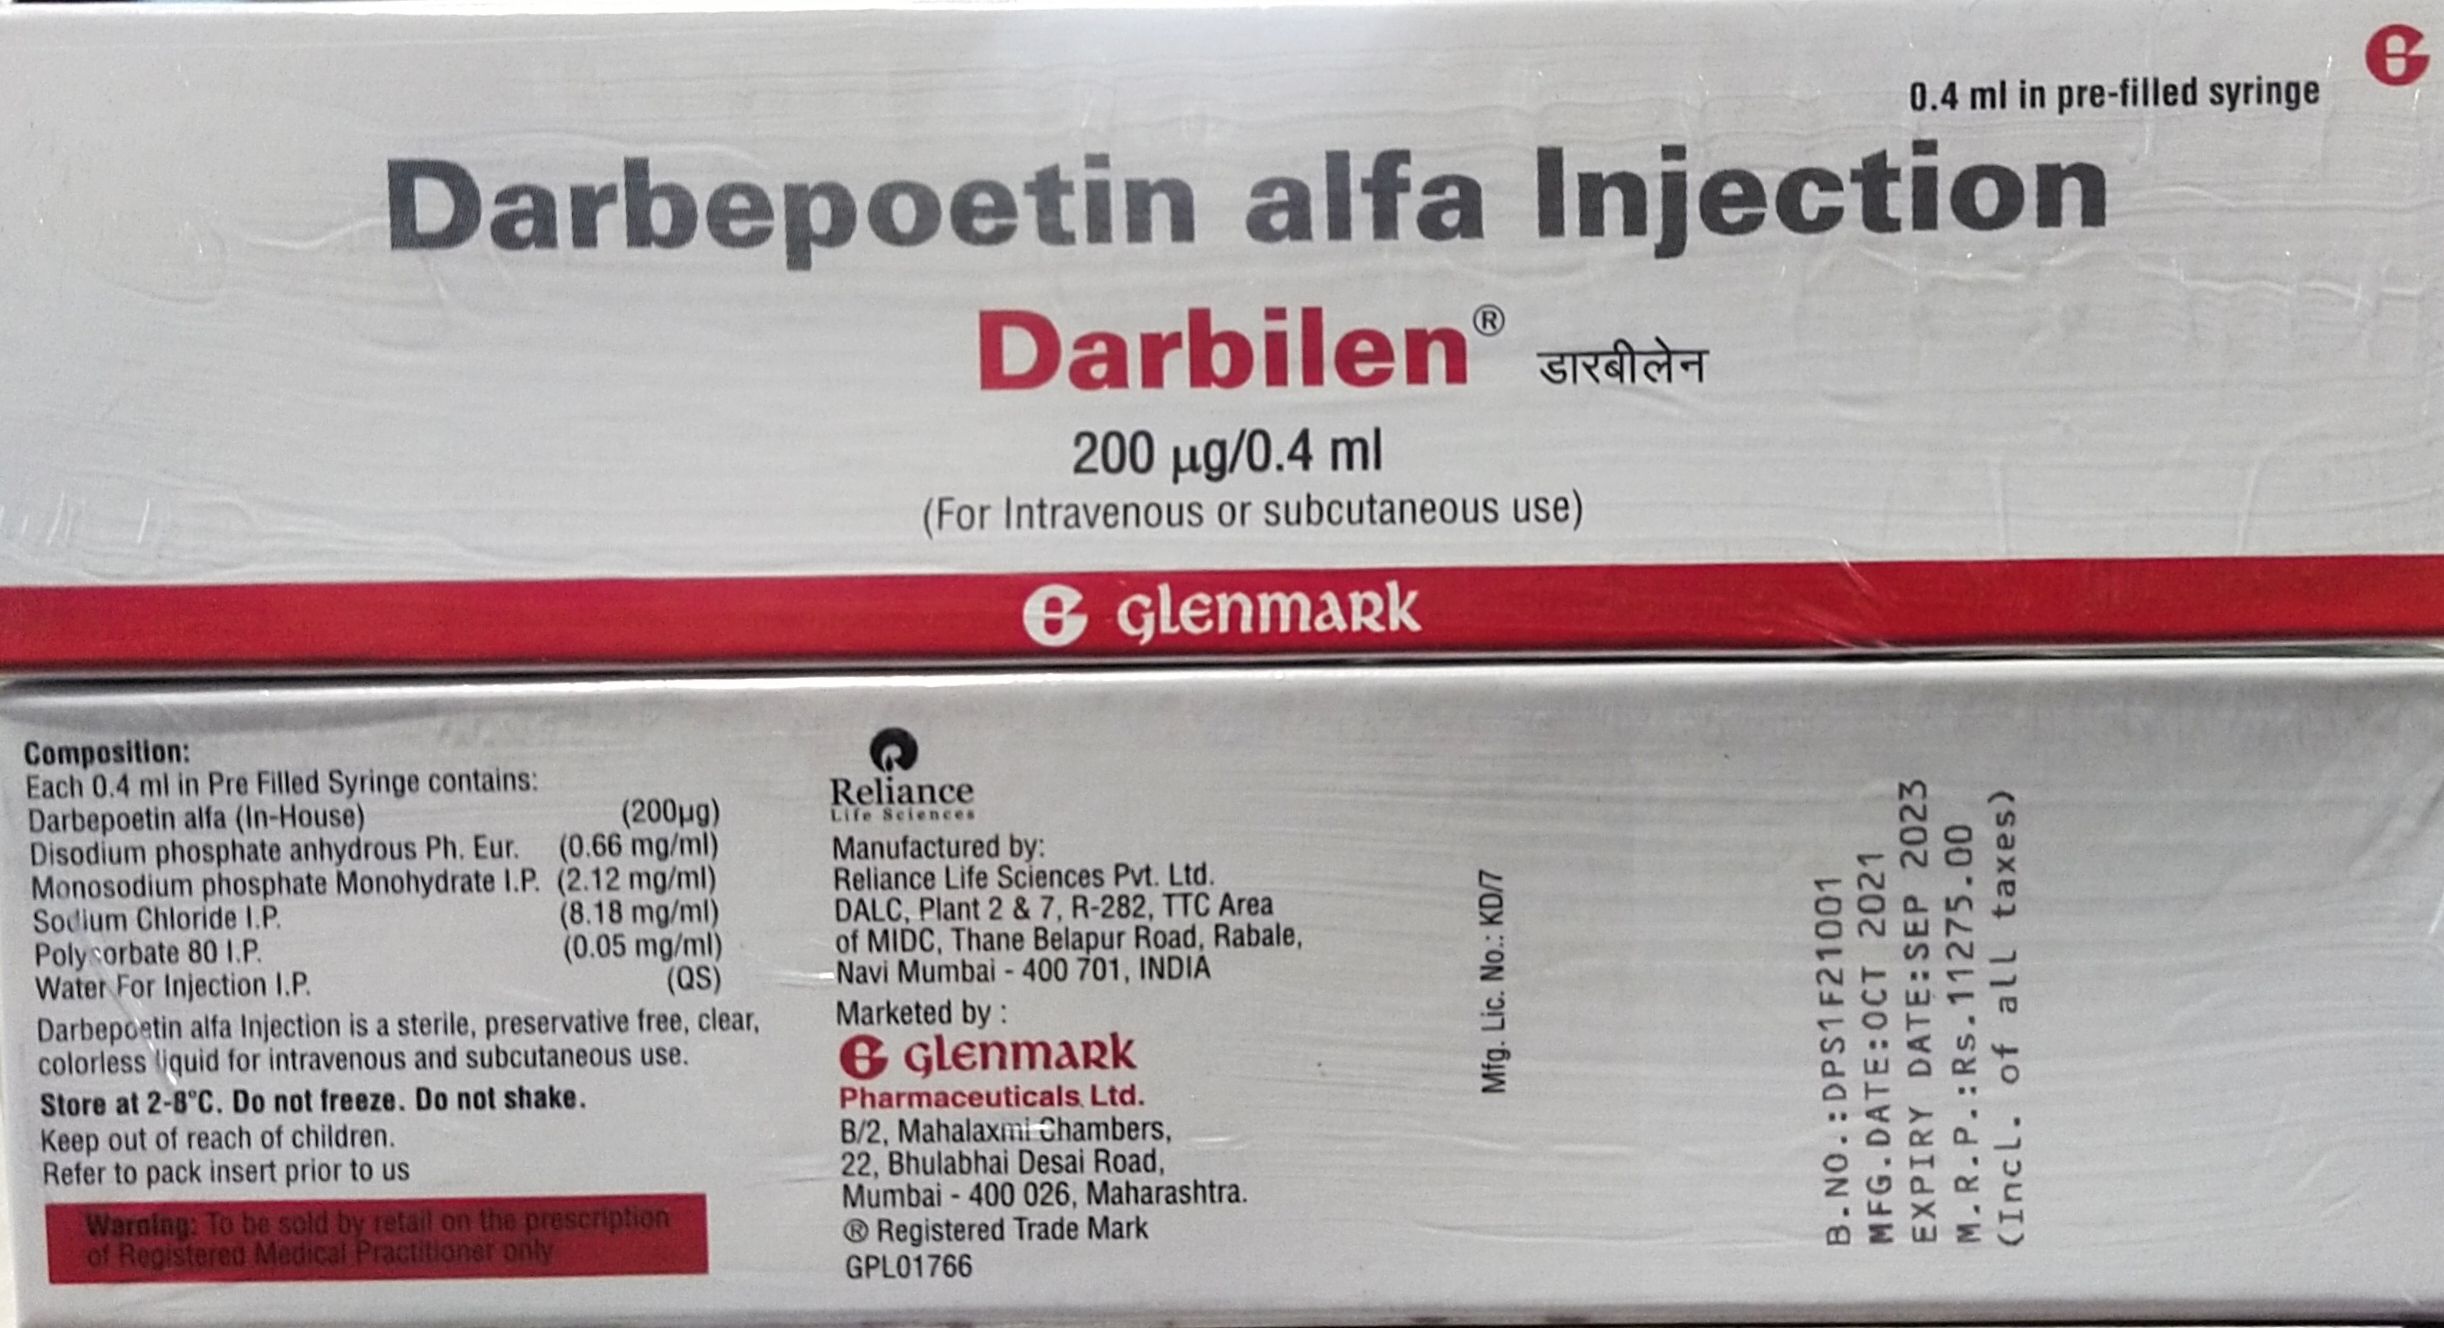 0.4 ml in pre-filled syringe
Darbepoetin alfa Injection
Darbilen® डारबीलेन
200 µg/0.4 ml
(For Intravenous or subcutaneous use)
GLENMARK
Composition:
Each 0.4 ml in Pre Filled Syringe contains:
Darbepoetin alfa (In-House) (200µg)
Disodium phosphate anhydrous Ph. Eur. (0.66 mg/ml)
Monosodium phosphate Monohydrate I.P. (2.12 mg/ml)
Sodium Chloride I.P. (8.18 mg/ml)
Polysorbate 80 I.P. (0.05 mg/ml)
Water For Injection I.P. (QS)
Darbepoetin alfa Injection is a sterile, preservative free, clear,
colorless liquid for intravenous and subcutaneous use.
Store at 2-8°C. Do not freeze. Do not shake.
Keep out of reach of children.
Refer to pack insert prior to us
Warning: To be sold by retail on the prescription
of Registered Medical Practitioner only
Reliance
Life Sciences
Manufactured by:
Reliance Life Sciences Pvt. Ltd.
DALC, Plant 2 & 7, R-282, TTC Area
of MIDC, Thane Belapur Road, Rabale,
Navi Mumbai - 400 701, INDIA
Marketed by :
GLENMARK
Pharmaceuticals Ltd.
B/2, Mahalaxmi Chambers,
22, Bhulabhai Desai Road,
Mumbai - 400 026, Maharashtra.
® Registered Trade Mark
GPL01766
Mfg. Lic. No.: KD/7
B.NO.:DPS1F21001
MFG.DATE:OCT 2021
EXPIRY DATE:SEP 2023
M.R.P.:Rs.11275.00
(Incl. of all taxes)